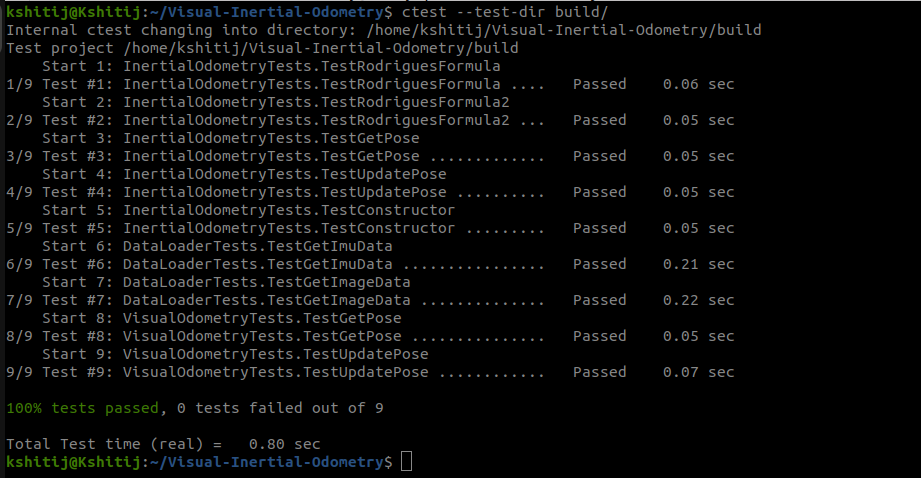 kshitij@Kshitij:~/Visual-Inertial-Odometry$ ctest --test-dir build/
Internal ctest changing into directory: /home/kshitij/Visual-Inertial-Odometry/build
Test project /home/kshitij/Visual-Inertial-Odometry/build
    Start 1: InertialOdometryTests.TestRodriguesFormula
1/9 Test #1: InertialOdometryTests.TestRodriguesFormula ....   Passed    0.06 sec
    Start 2: InertialOdometryTests.TestRodriguesFormula2
2/9 Test #2: InertialOdometryTests.TestRodriguesFormula2 ...   Passed    0.05 sec
    Start 3: InertialOdometryTests.TestGetPose
3/9 Test #3: InertialOdometryTests.TestGetPose .............   Passed    0.05 sec
    Start 4: InertialOdometryTests.TestUpdatePose
4/9 Test #4: InertialOdometryTests.TestUpdatePose ..........   Passed    0.05 sec
    Start 5: InertialOdometryTests.TestConstructor
5/9 Test #5: InertialOdometryTests.TestConstructor .........   Passed    0.05 sec
    Start 6: DataLoaderTests.TestGetImuData
6/9 Test #6: DataLoaderTests.TestGetImuData ................   Passed    0.21 sec
    Start 7: DataLoaderTests.TestGetImageData
7/9 Test #7: DataLoaderTests.TestGetImageData ..............   Passed    0.22 sec
    Start 8: VisualOdometryTests.TestGetPose
8/9 Test #8: VisualOdometryTests.TestGetPose ...............   Passed    0.05 sec
    Start 9: VisualOdometryTests.TestUpdatePose
9/9 Test #9: VisualOdometryTests.TestUpdatePose ............   Passed    0.07 sec
100% tests passed, 0 tests failed out of 9
Total Test time (real) =   0.80 sec
kshitij@Kshitij:~/Visual-Inertial-Odometry$